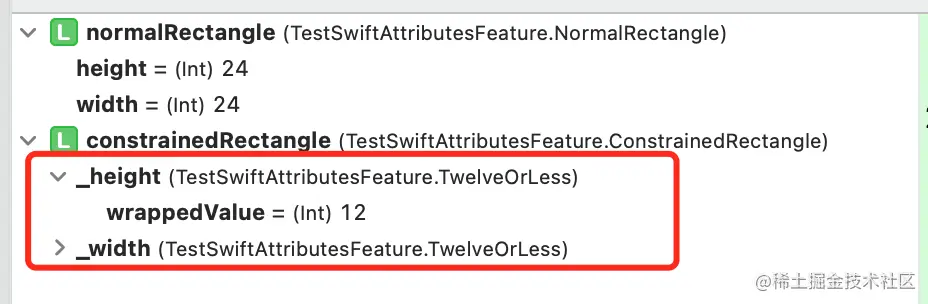 L normalRectangle (TestSwiftAttributesFeature.NormalRectangle)
height = (Int) 24
width = (Int) 24
L constrainedRectangle (TestSwiftAttributesFeature.ConstrainedRectangle)
_height (TestSwiftAttributesFeature.TwelveOrLess)
wrappedValue = (Int) 12
_width (TestSwiftAttributesFeature.TwelveOrLess)
@稀土掘金技术社区